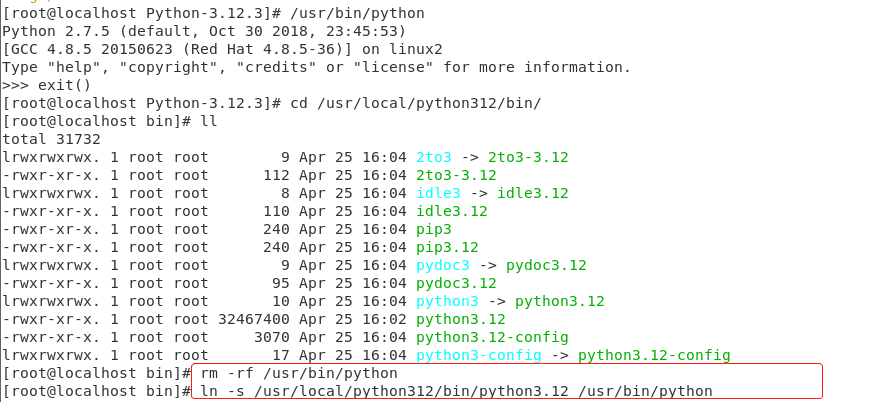 [root@localhost Python-3.12.3]# /usr/bin/python
Python 2.7.5 (default, Oct 30 2018, 23:45:53)
[GCC 4.8.5 20150623 (Red Hat 4.8.5-36)] on linux2
Type "help", "copyright", "credits" or "license" for more information.
>>> exit()
[root@localhost Python-3.12.3]# cd /usr/local/python312/bin/
[root@localhost bin]# ll
total 31732
lrwxrwxrwx. 1 root root        9 Apr 25 16:04 2to3 -> 2to3-3.12
-rwxr-xr-x. 1 root root      112 Apr 25 16:04 2to3-3.12
lrwxrwxrwx. 1 root root        8 Apr 25 16:04 idle3 -> idle3.12
-rwxr-xr-x. 1 root root      110 Apr 25 16:04 idle3.12
-rwxr-xr-x. 1 root root      240 Apr 25 16:04 pip3
-rwxr-xr-x. 1 root root      240 Apr 25 16:04 pip3.12
lrwxrwxrwx. 1 root root        9 Apr 25 16:04 pydoc3 -> pydoc3.12
-rwxr-xr-x. 1 root root       95 Apr 25 16:04 pydoc3.12
lrwxrwxrwx. 1 root root       10 Apr 25 16:04 python3 -> python3.12
-rwxr-xr-x. 1 root root 32467400 Apr 25 16:02 python3.12
-rwxr-xr-x. 1 root root     3070 Apr 25 16:04 python3.12-config
lrwxrwxrwx. 1 root root       17 Apr 25 16:04 python3-config -> python3.12-config
[root@localhost bin]# rm -rf /usr/bin/python
[root@localhost bin]# ln -s /usr/local/python312/bin/python3.12 /usr/bin/python